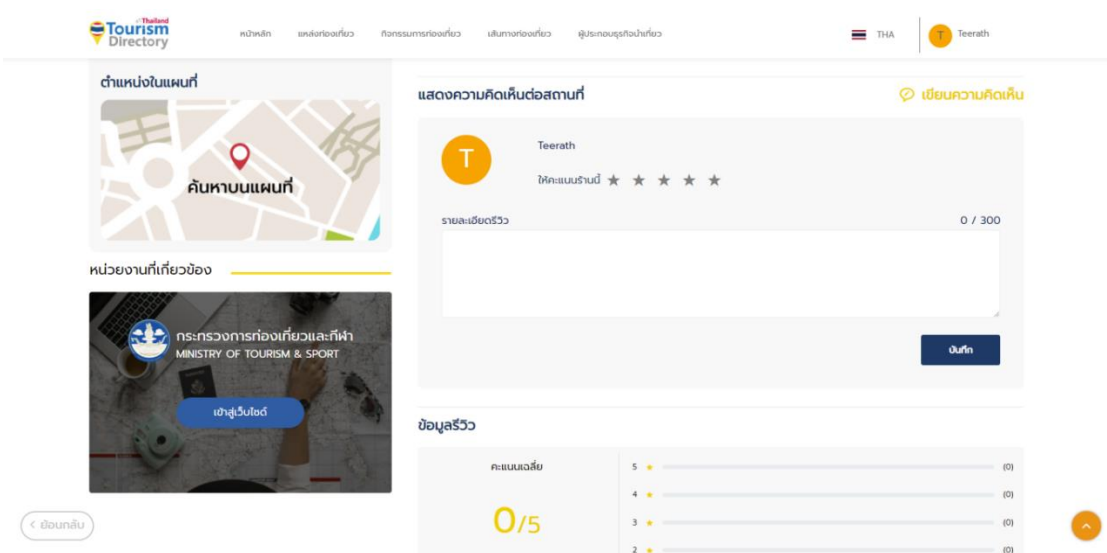 Thailand
Tourism
Directory
หน้าหลัก
แหล่งท่องเที่ยว
กิจกรรมการท่องเที่ยว
เส้นทางท่องเที่ยว
ผู้ประกอบธุรกิจนำเที่ยว
THA
T
Teerath
ตำแหน่งในแผนที่
ค้นหาบนแผนที่
หน่วยงานที่เกี่ยวข้อง
กระทรวงการท่องเที่ยวและกีฬา
MINISTRY OF TOURISM & SPORT
เข้าสู่เว็บไซต์
< ย้อนกลับ
แสดงความคิดเห็นต่อสถานที่
เขียนความคิดเห็น
T
Teerath
ให้คะแนนร้านนี้ ★ ★ ★ ★ ★
รายละเอียดรีวิว
0 / 300
บันทึก
ข้อมูลรีวิว
คะแนนเฉลี่ย
0/5
5 ★ (0)
4 ★ (0)
3 ★ (0)
2 ★ (0)